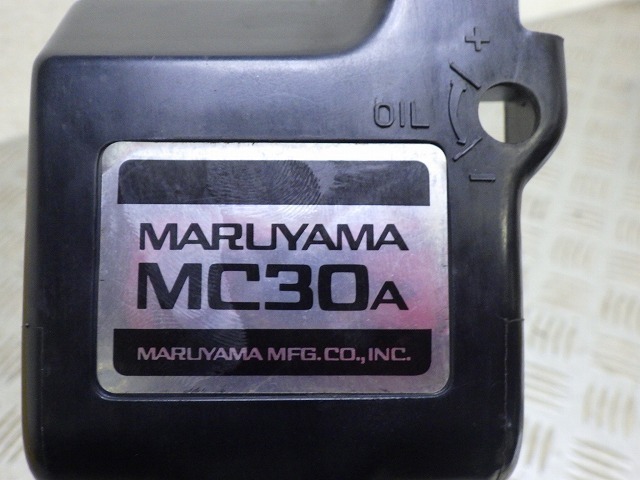 +
OIL
−
MARUYAMA
MC30A
MARUYAMA MFG.CO.,INC.